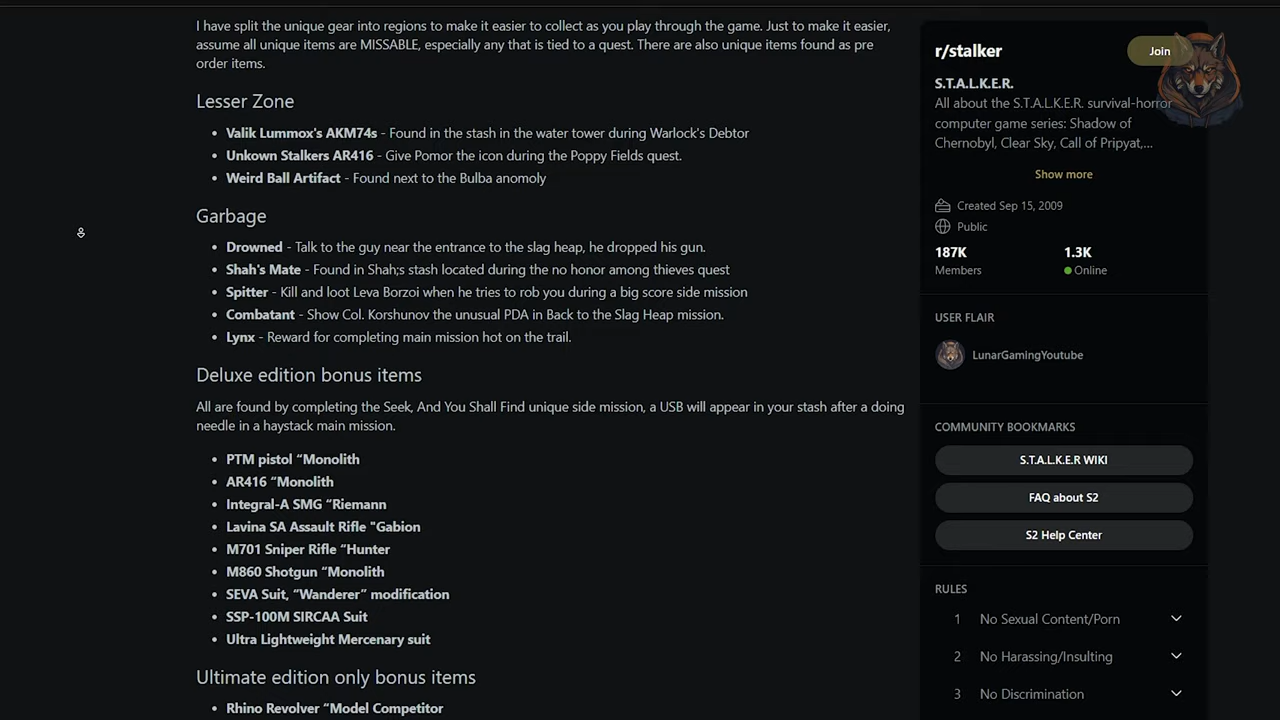 I have split the unique gear into regions to make it easier to collect as you play through the game. Just to make it easier,
assume all unique items are MISSABLE, especially any that is tied to a quest. There are also unique items found as pre
order items.
Lesser Zone
• Valik Lummox's AKM74s - Found in the stash in the water tower during Warlock's Debtor
• Unkown Stalkers AR416 - Give Pomor the icon during the Poppy Fields quest.
• Weird Ball Artifact - Found next to the Bulba anomoly
Garbage
• Drowned - Talk to the guy near the entrance to the slag heap, he dropped his gun.
• Shah's Mate - Found in Shah;s stash located during the no honor among thieves quest
• Spitter - Kill and loot Leva Borzoi when he tries to rob you during a big score side mission
• Combatant - Show Col. Korshunov the unusual PDA in Back to the Slag Heap mission.
• Lynx - Reward for completing main mission hot on the trail.
Deluxe edition bonus items
All are found by completing the Seek, And You Shall Find unique side mission, a USB will appear in your stash after a doing
needle in a haystack main mission.
• PTM pistol “Monolith
• AR416 “Monolith
• Integral-A SMG “Riemann
• Lavina SA Assault Rifle "Gabion
• M701 Sniper Rifle “Hunter
• M860 Shotgun “Monolith
• SEVA Suit, “Wanderer” modification
• SSP-100M SIRCAA Suit
• Ultra Lightweight Mercenary suit
Ultimate edition only bonus items
• Rhino Revolver “Model Competitor
r/stalker
Join
S.T.A.L.K.E.R.
All about the S.T.A.L.K.E.R. survival-horror
computer game series: Shadow of
Chernobyl, Clear Sky, Call of Pripyat,...
Show more
Created Sep 15, 2009
Public
187K 1.3K
Members Online
USER FLAIR
LunarGamingYoutube
COMMUNITY BOOKMARKS
S.T.A.L.K.E.R WIKI
FAQ about S2
S2 Help Center
RULES
1 No Sexual Content/Porn
2 No Harassing/Insulting
3 No Discrimination